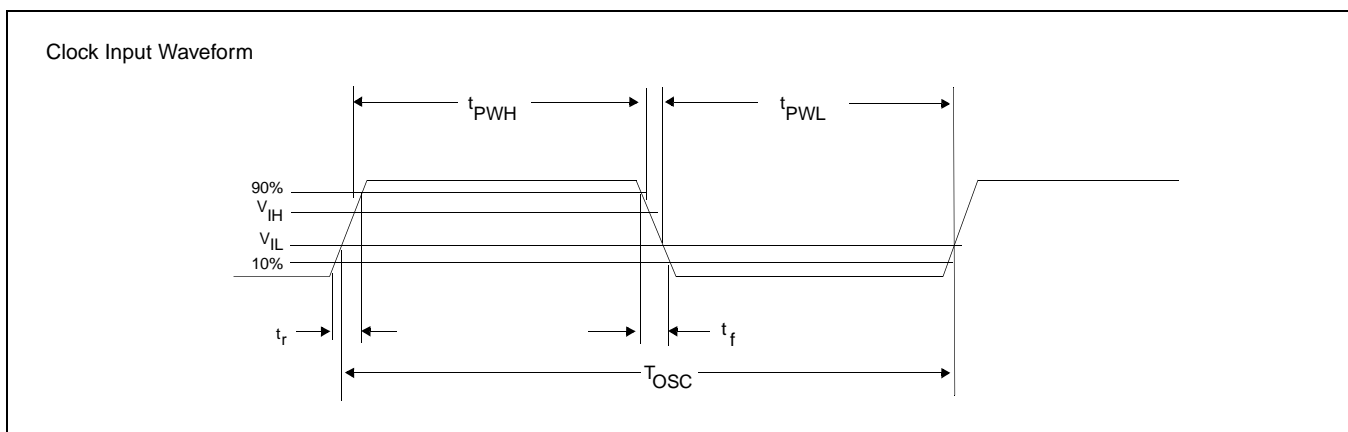 Clock Input Waveform
tPWH
tPWL
90%
VIH
VIL
10%
tr
tf
TOSC